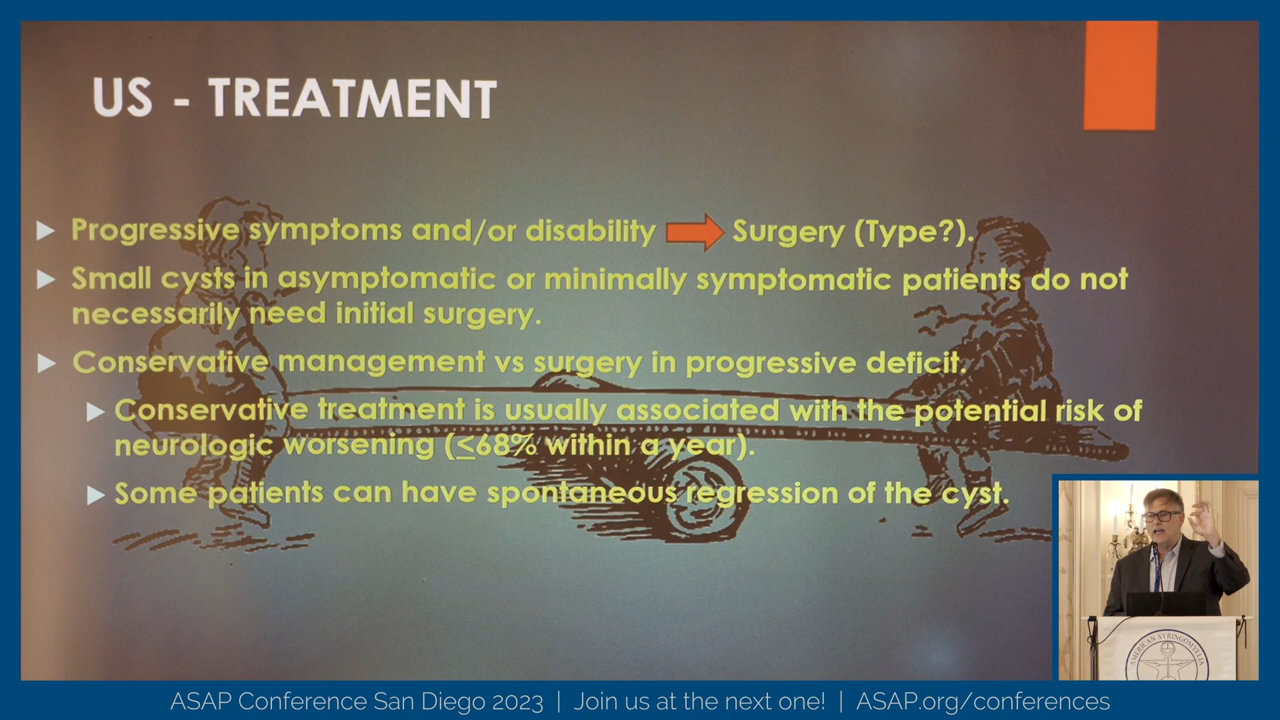 US - TREATMENT
Progressive symptoms and/or disability Surgery (Type?).
Small cysts in asymptomatic or minimally symptomatic patients do not
necessarily need initial surgery.
Conservative management vs surgery in progressive deficit.
Conservative treatment is usually associated with the potential risk of
neurologic worsening (≤68% within a year).
Some patients can have spontaneous regression of the cyst.
AMERICAN SYRINGOMYELIA
ASAP Conference San Diego 2023 | Join us at the next one! | ASAP.org/conferences